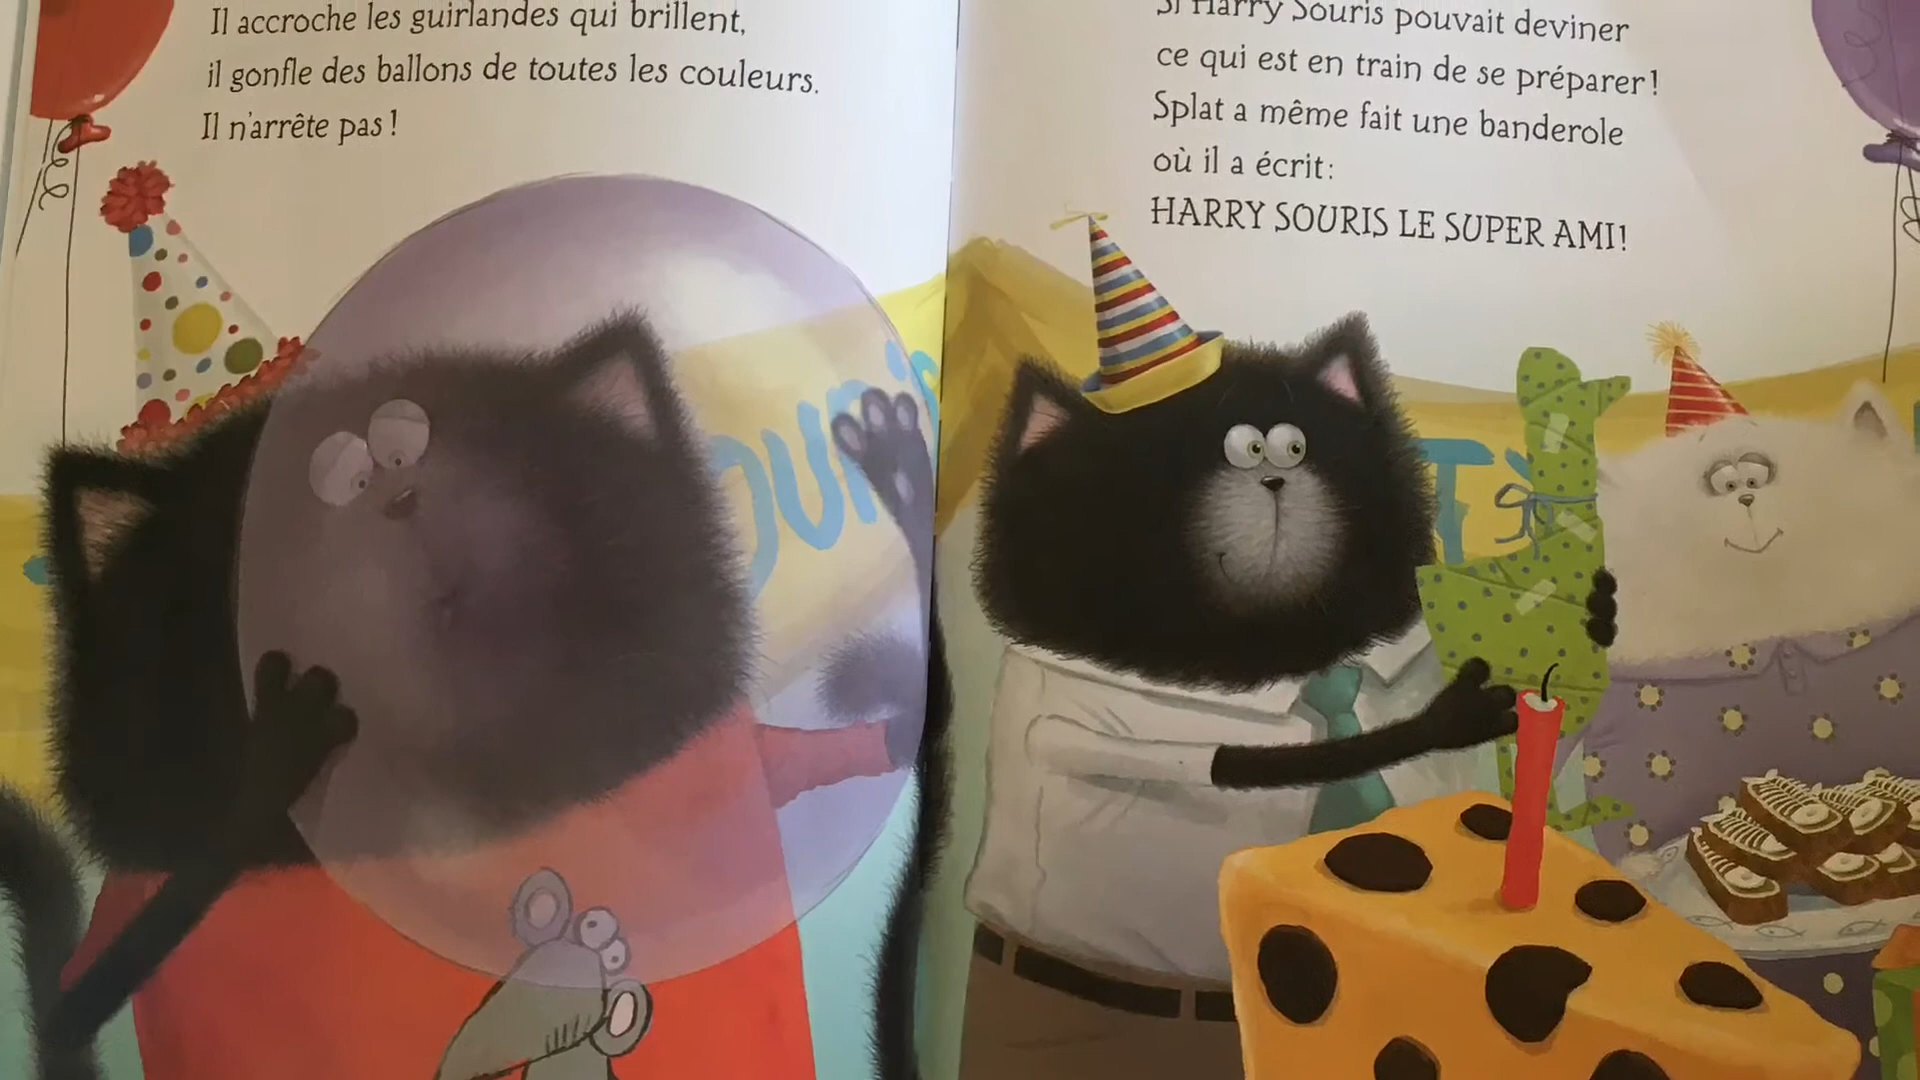 Il accroche les guirlandes qui brillent,
il gonfle des ballons de toutes les couleurs.
Il n'arrête pas !
Si Harry Souris pouvait deviner
ce qui est en train de se préparer !
Splat a même fait une banderole
où il a écrit :
HARRY SOURIS LE SUPER AMI !